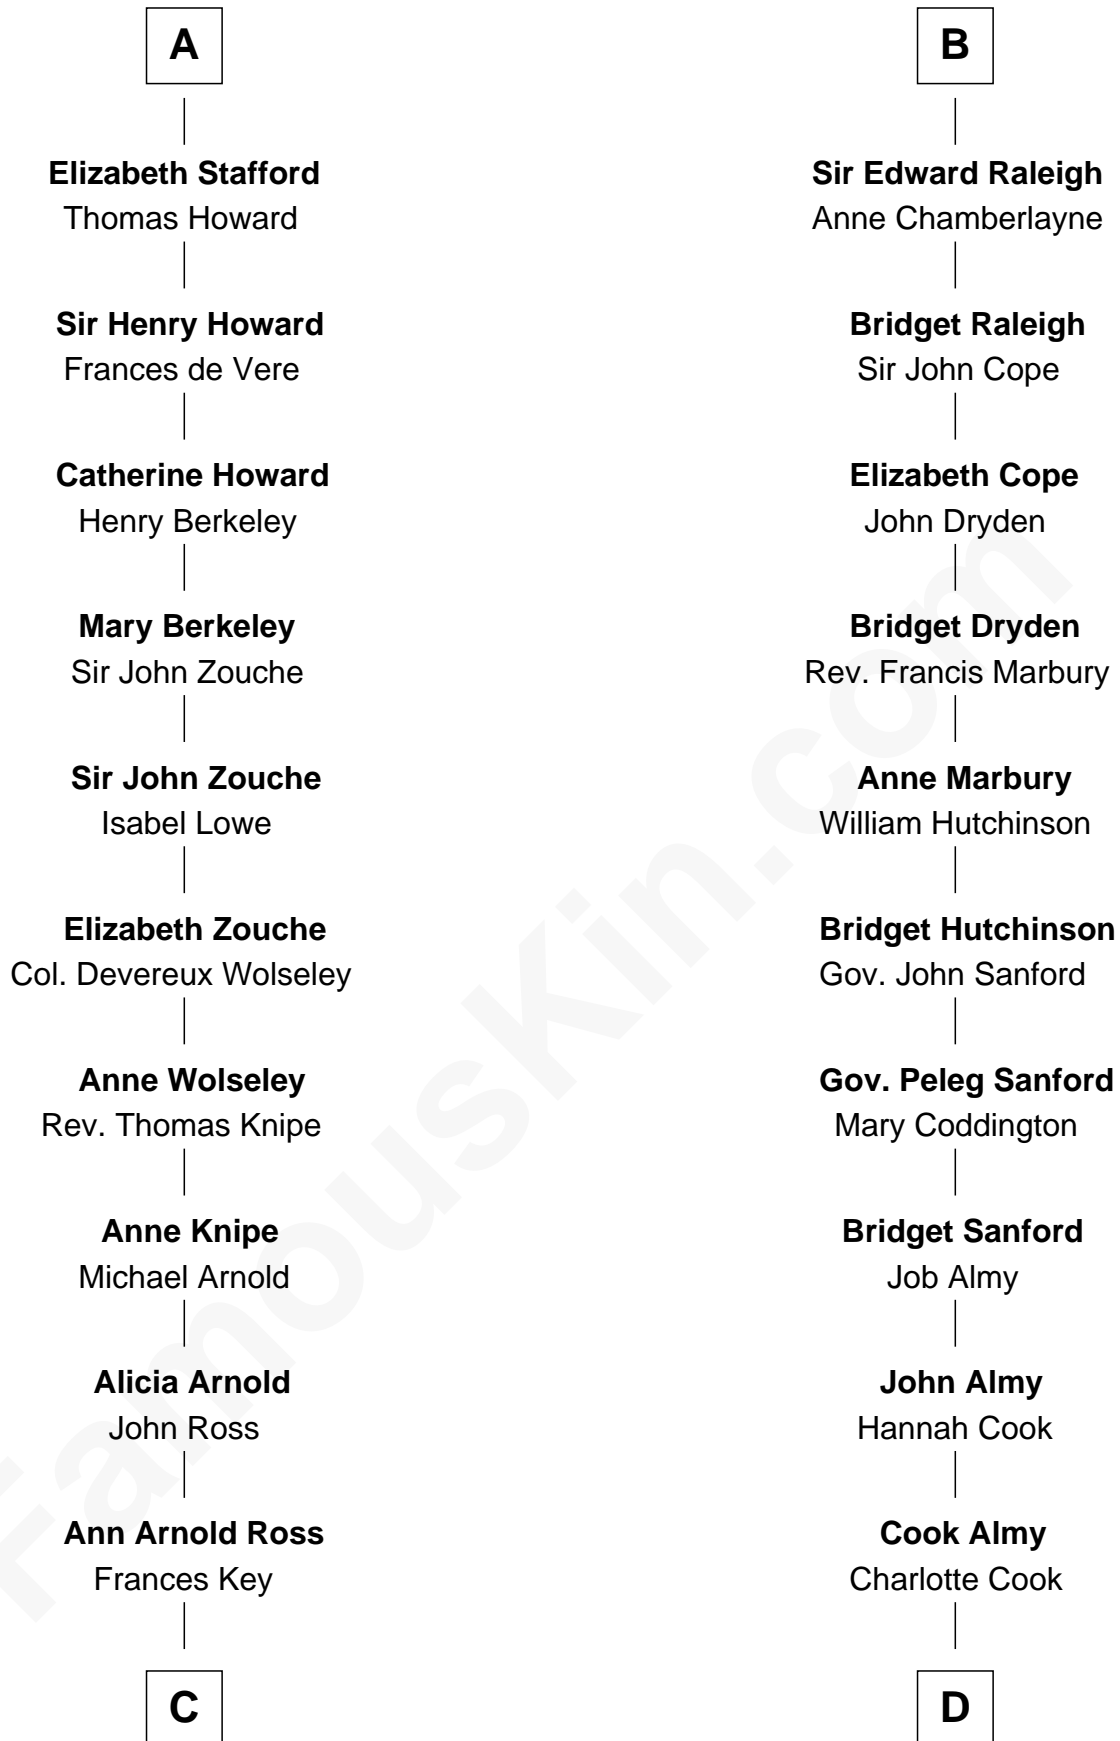 A
Elizabeth Stafford
Thomas Howard
Sir Henry Howard
Frances de Vere
Catherine Howard
Henry Berkeley
Mary Berkeley
Sir John Zouche
Sir John Zouche
Isabel Lowe
Elizabeth Zouche
Col. Devereux Wolseley
Anne Wolseley
Rev. Thomas Knipe
Anne Knipe
Michael Arnold
Alicia Arnold
John Ross
Ann Arnold Ross
Frances Key
C
B
Sir Edward Raleigh
Anne Chamberlayne
Bridget Raleigh
Sir John Cope
Elizabeth Cope
John Dryden
Bridget Dryden
Rev. Francis Marbury
Anne Marbury
William Hutchinson
Bridget Hutchinson
Gov. John Sanford
Gov. Peleg Sanford
Mary Coddington
Bridget Sanford
Job Almy
John Almy
Hannah Cook
Cook Almy
Charlotte Cook
D
FamousKin.com